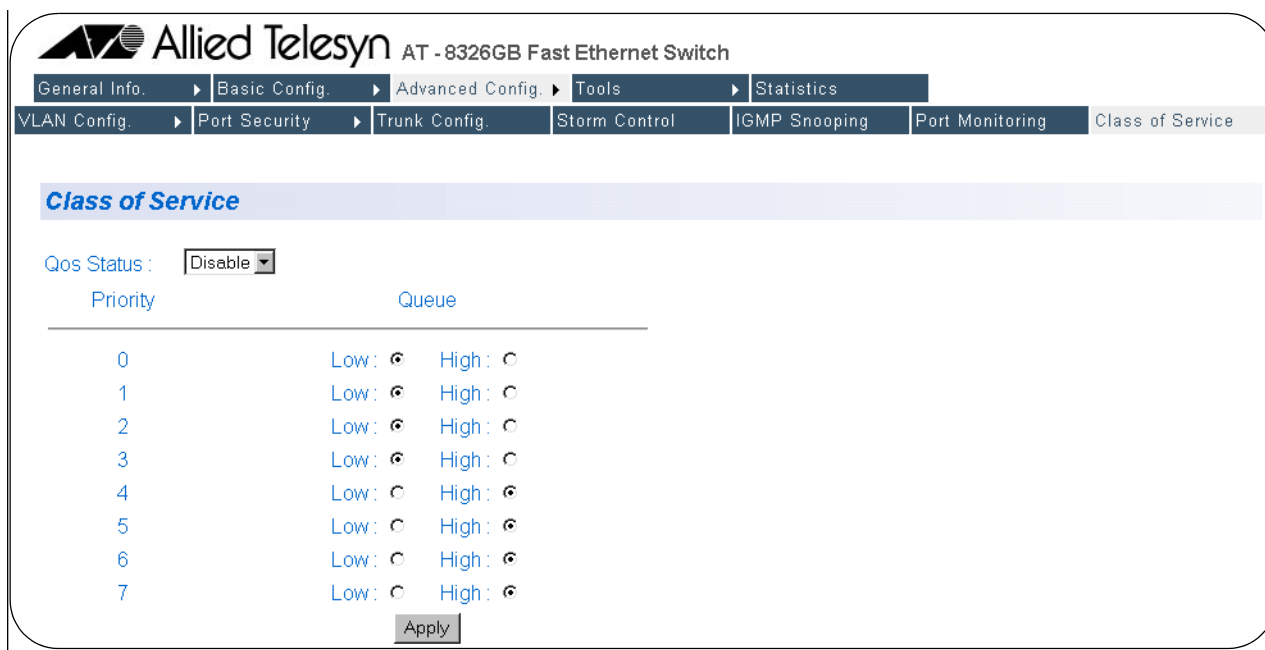 Allied Telesyn AT - 8326GB Fast Ethernet Switch
General Info. Basic Config. Advanced Config. Tools Statistics
VLAN Config. Port Security Trunk Config. Storm Control IGMP Snooping Port Monitoring Class of Service
Class of Service
Qos Status : Disable
Priority Queue
0 Low : High :
1 Low : High :
2 Low : High :
3 Low : High :
4 Low : High :
5 Low : High :
6 Low : High :
7 Low : High :
Apply